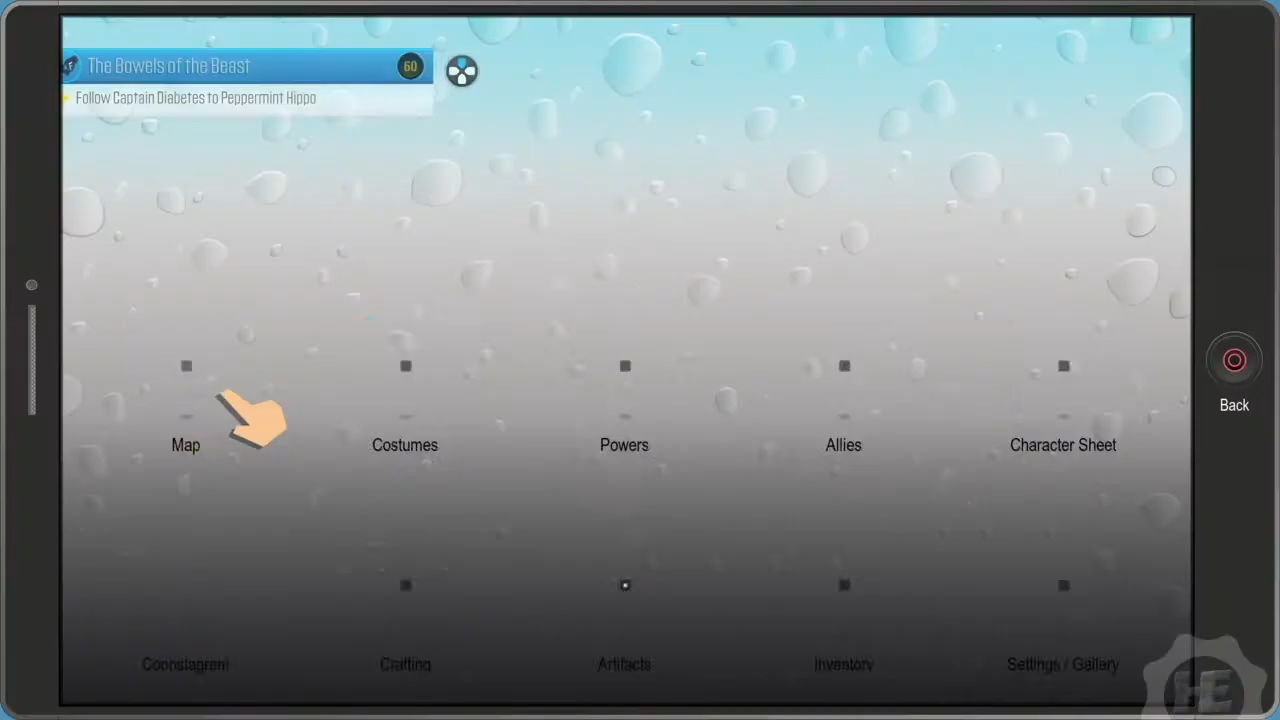 The Bowels of the Beast
60
Follow Captain Diabetes to Peppermint Hippo
Back
Map
Costumes
Powers
Allies
Character Sheet
Coonstagram
Crafting
Artifacts
Inventory
Settings / Gallery
HE